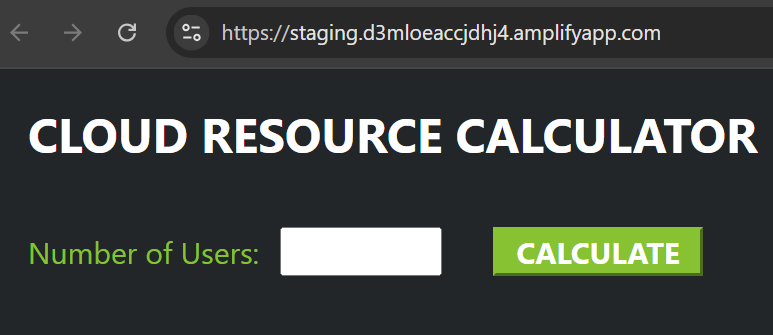 https://staging.d3mloeaccjdhj4.amplifyapp.com
CLOUD RESOURCE CALCULATOR
Number of Users: CALCULATE